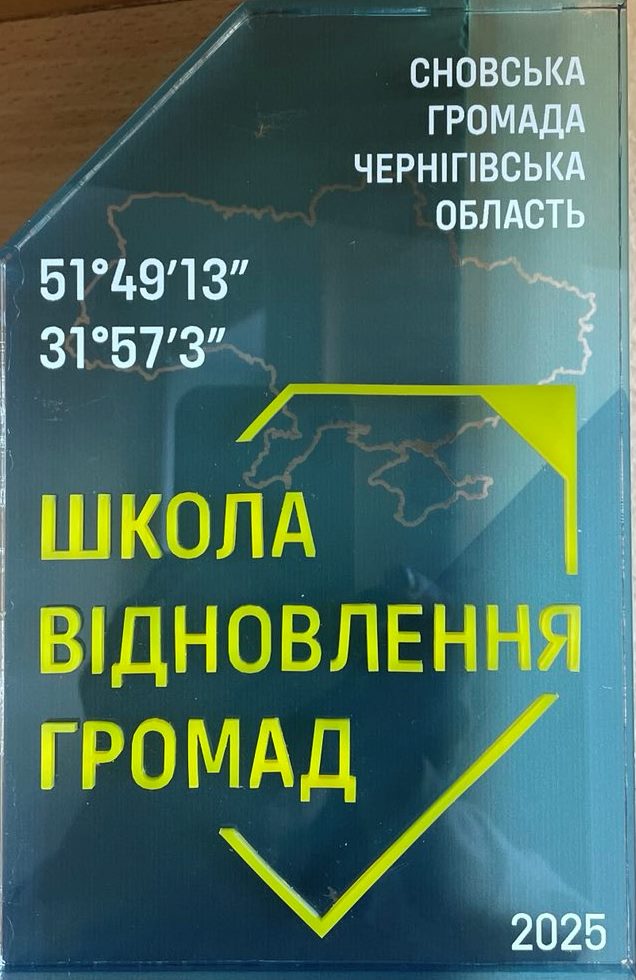 СНОВСЬКА
ГРОМАДА
ЧЕРНІГІВСЬКА
ОБЛАСТЬ
51°49′13″
31°57′3″
ШКОЛА
ВІДНОВЛЕННЯ
ГРОМАД
2025